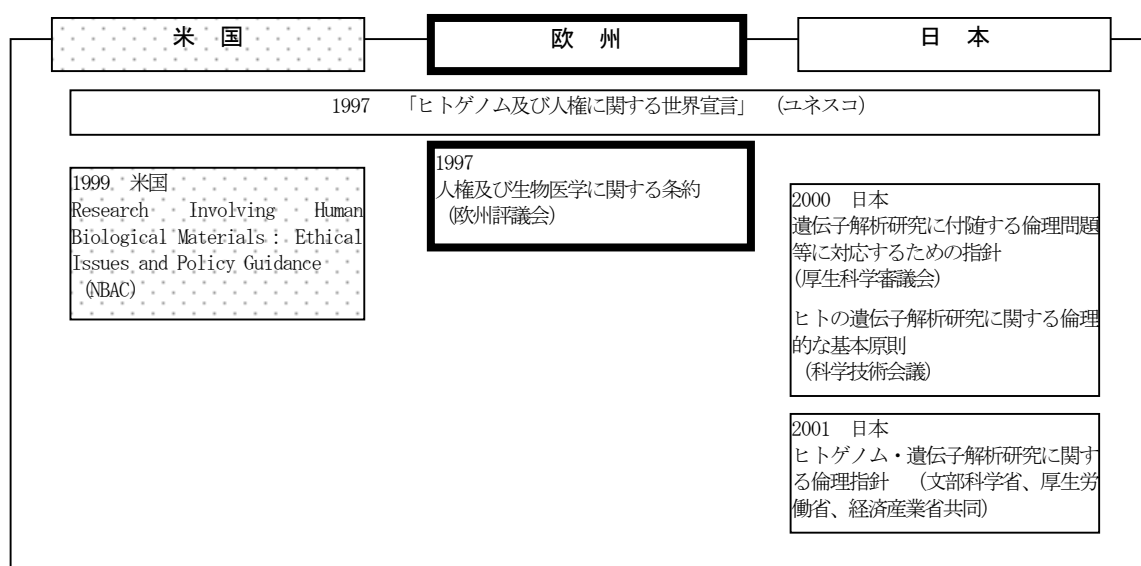 米　国
欧　州
日　本
1997　「ヒトゲノム及び人権に関する世界宣言」　（ユネスコ）
1999　米国
Research Involving Human
Biological Materials： Ethical
Issues and Policy Guidance
（NBAC）
1997
人権及び生物医学に関する条約
（欧州評議会）
2000　日本
遺伝子解析研究に付随する倫理問題
等に対応するための指針
（厚生科学審議会）
ヒトの遺伝子解析研究に関する倫理
的な基本原則
（科学技術会議）
2001　日本
ヒトゲノム・遺伝子解析研究に関す
る倫理指針　（文部科学省、厚生労
働省、経済産業省共同）